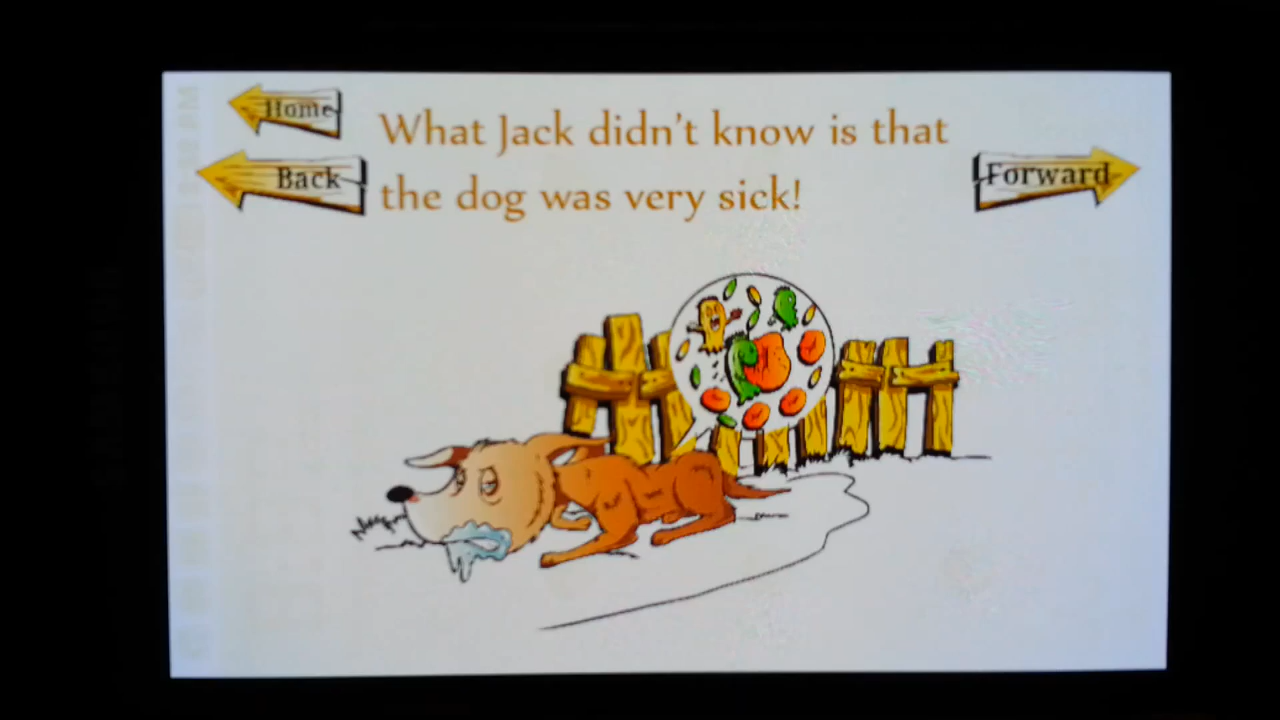 Home
What Jack didn't know is that
Back
Forward
the dog was very sick!